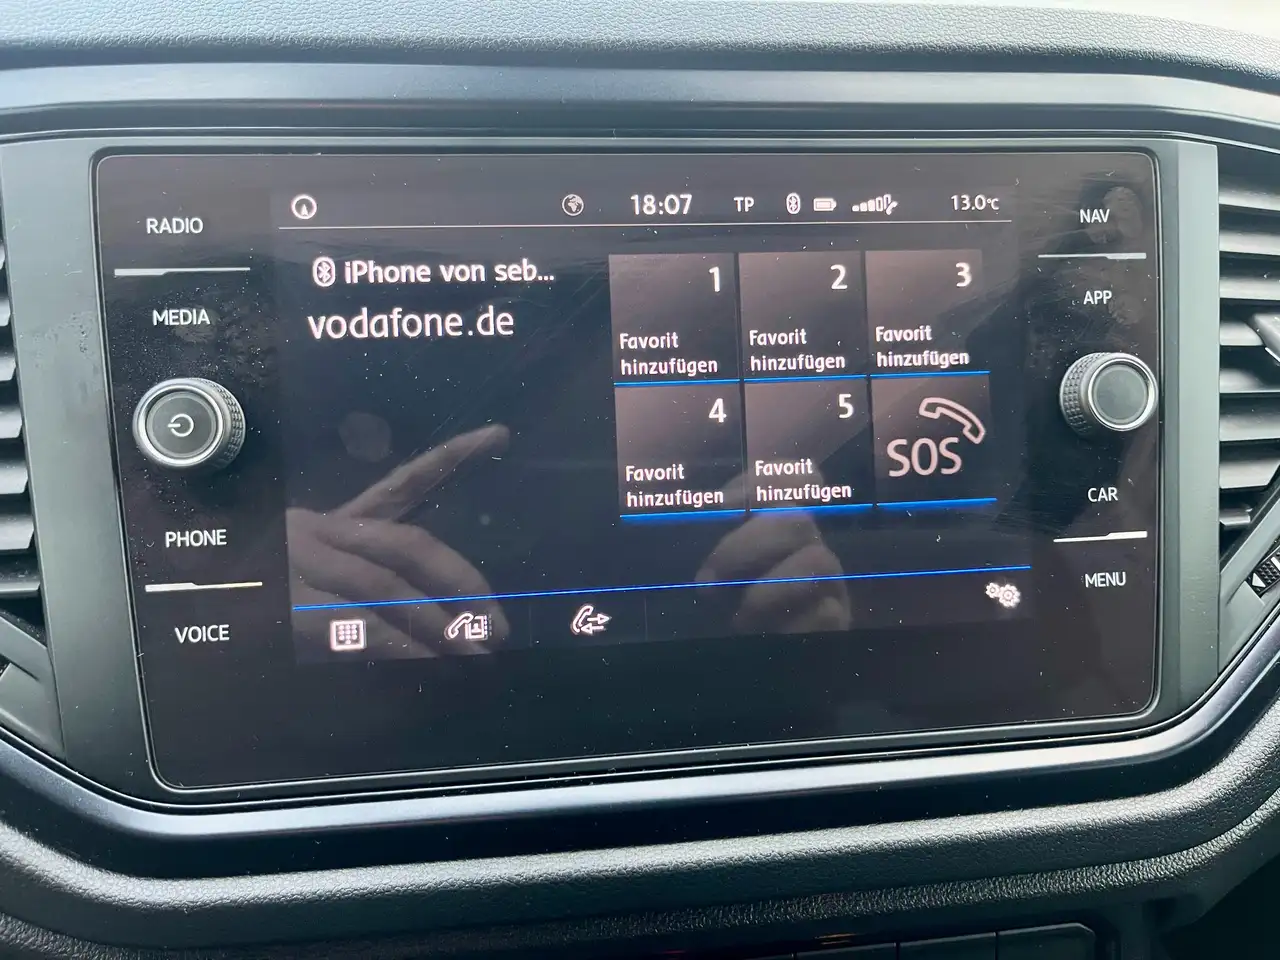 RADIO
MEDIA
PHONE
VOICE
18:07 TP 13.0°C
iPhone von seb...
vodafone.de
1
Favorit
hinzufügen
2
Favorit
hinzufügen
3
Favorit
hinzufügen
4
Favorit
hinzufügen
5
Favorit
hinzufügen
SOS
NAV
APP
CAR
MENU